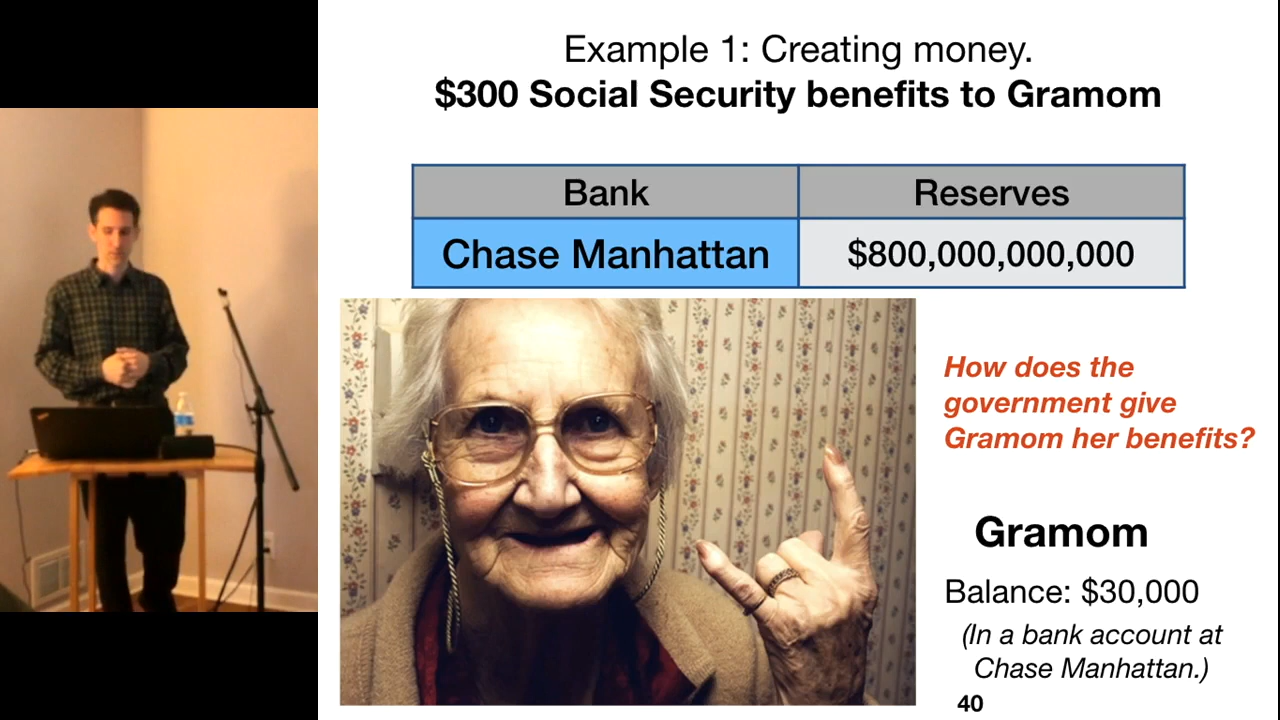 Example 1: Creating money.
$300 Social Security benefits to Gramom
Bank Reserves
Chase Manhattan $800,000,000,000
How does the
government give
Gramom her benefits?
Gramom
Balance: $30,000
(In a bank account at
Chase Manhattan.)
40